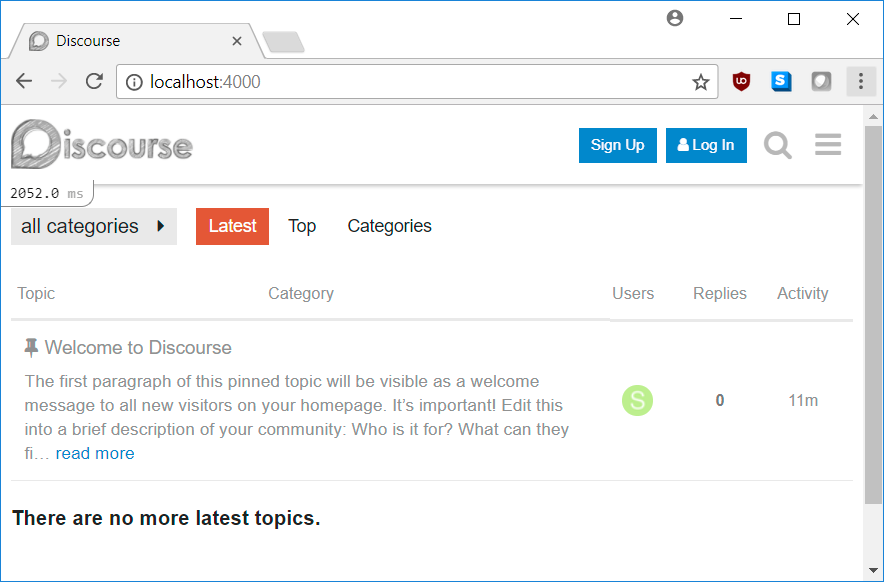 Discourse
localhost:4000
Discourse
Sign Up
Log In
2052.0 ms
all categories
Latest
Top
Categories
Topic
Category
Users
Replies
Activity
Welcome to Discourse
The first paragraph of this pinned topic will be visible as a welcome
message to all new visitors on your homepage. It’s important! Edit this
into a brief description of your community: Who is it for? What can they
fi… read more
S
0
11m
There are no more latest topics.